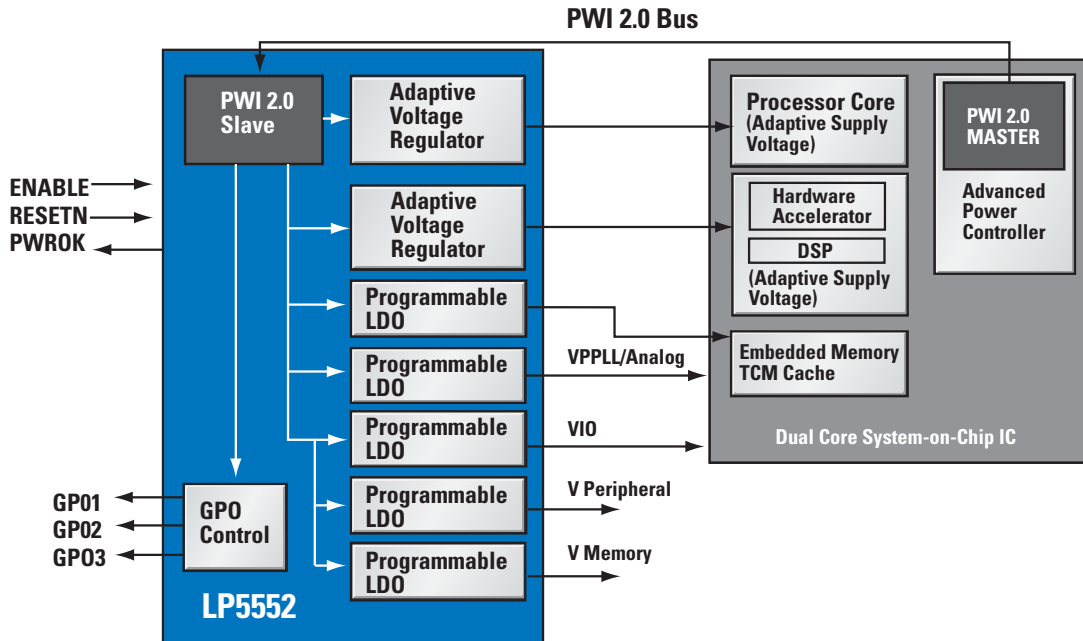 PWI 2.0 Bus
PWI 2.0
Slave
Adaptive
Voltage
Regulator
Adaptive
Voltage
Regulator
Programmable
LDO
Programmable
LDO
Programmable
LDO
Programmable
LDO
Programmable
LDO
ENABLE
RESETN
PWROK
GP01
GP02
GPO3
GPO
Control
LP5552
VPPLL/Analog
VIO
V Peripheral
V Memory
Processor Core
(Adaptive Supply
Voltage)
Hardware
Accelerator
DSP
(Adaptive Supply
Voltage)
Embedded Memory
TCM Cache
PWI 2.0
MASTER
Advanced
Power
Controller
Dual Core System-on-Chip IC